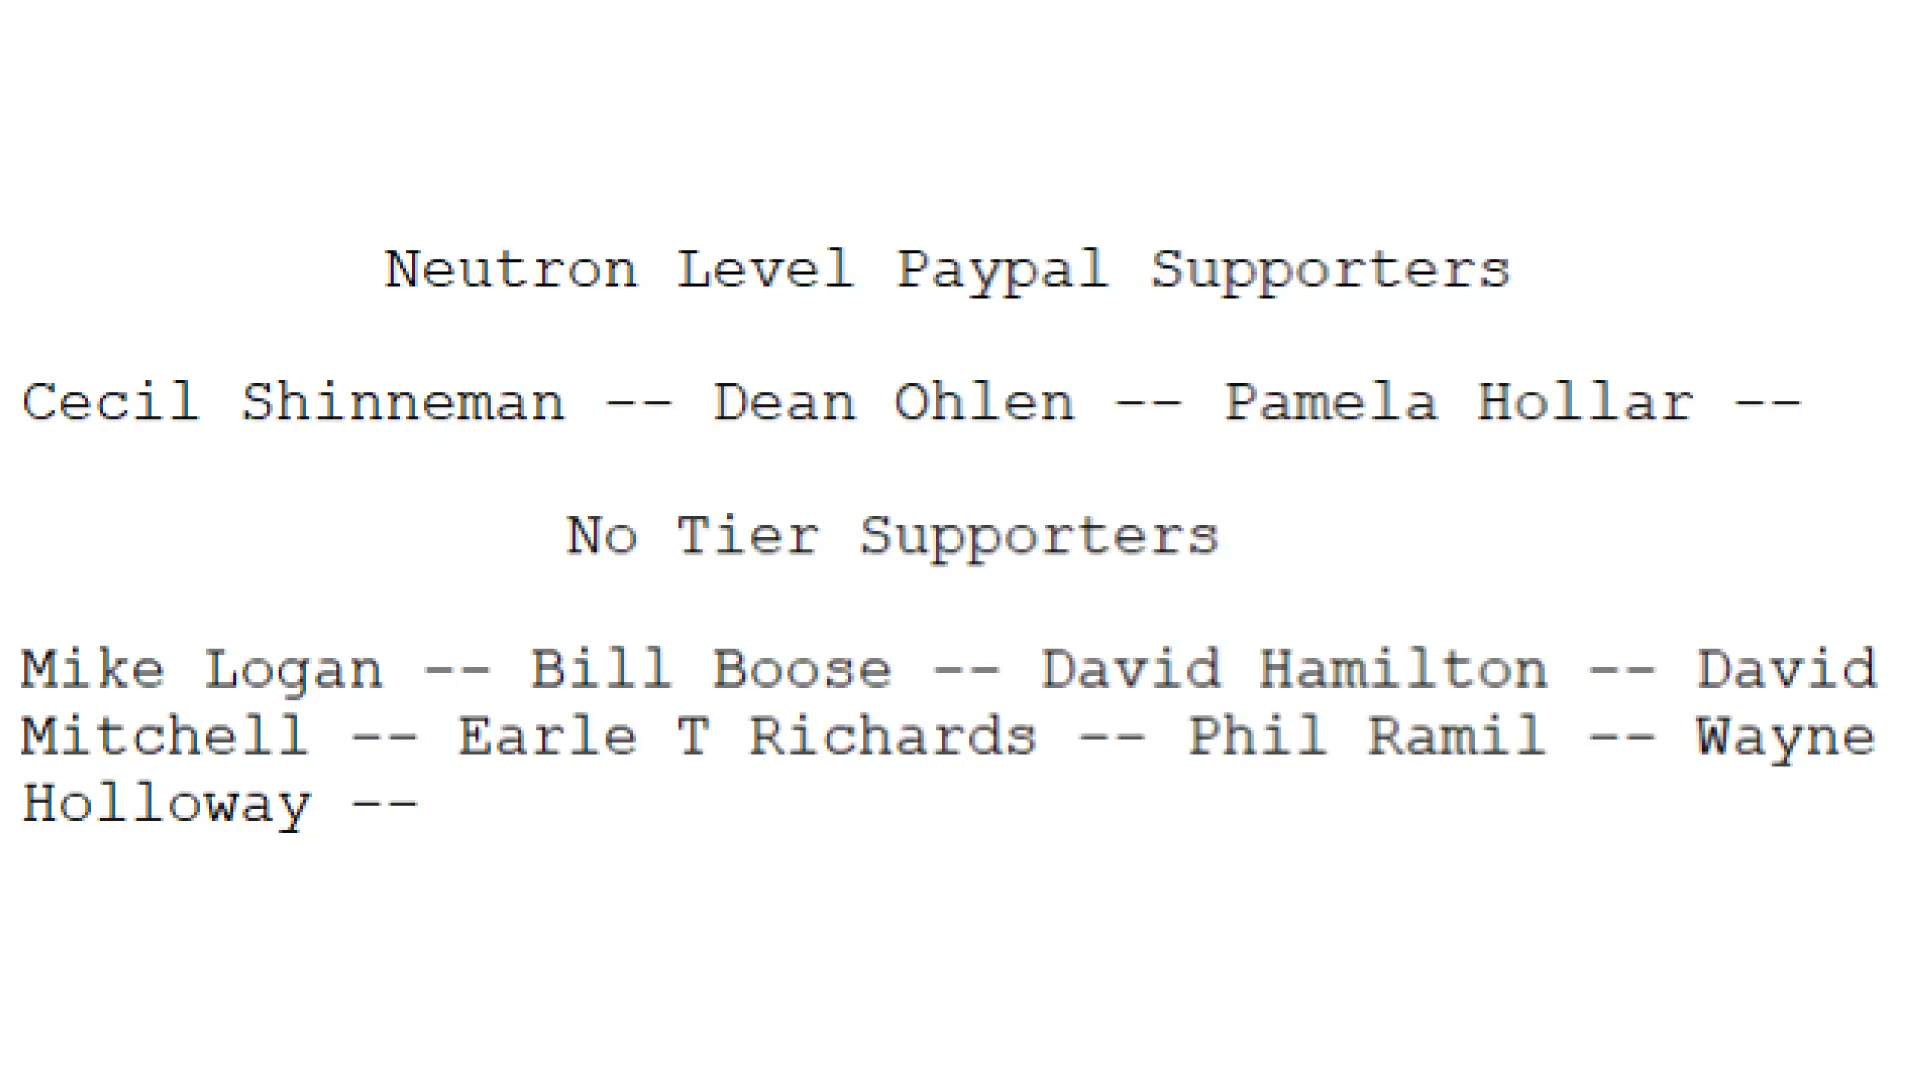 Neutron Level Paypal Supporters
Cecil Shinneman -- Dean Ohlen -- Pamela Hollar --
No Tier Supporters
Mike Logan -- Bill Boose -- David Hamilton -- David
Mitchell -- Earle T Richards -- Phil Ramil -- Wayne
Holloway --